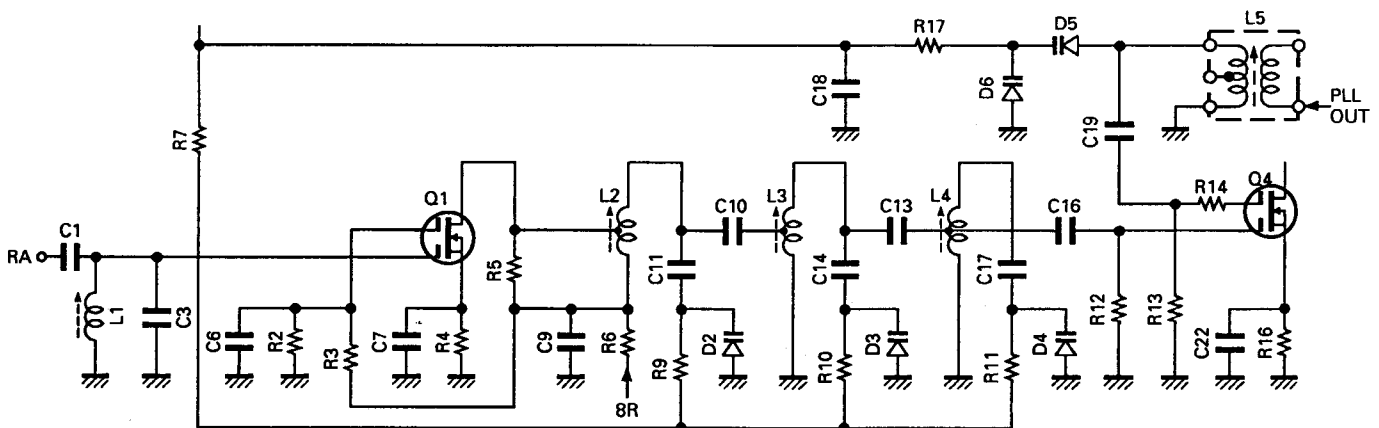 L5
D5
R17
D6
C18
PLL
OUT
C19
R7
Q1
L2
C10
L3
C13
L4
C16
R14
Q4
C1
RA
R5
C11
C14
C17
L1
C3
C6
R2
R3
C7
R4
C9
R6
R9
D2
R10
D3
R11
D4
R12
R13
C22
R16
8R